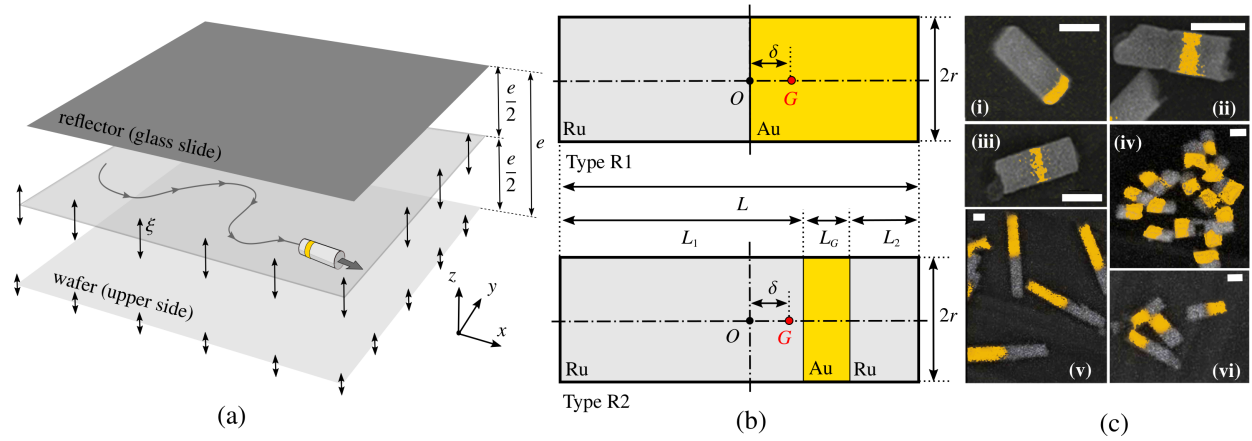 reflector (glass slide)
e/2
e
e/2
ξ
wafer (upper side)
z
y
x
(a)
δ
O
G
2r
Ru
Au
Type R1
L
L₁
L_G
L₂
δ
O
G
2r
Ru
Au
Ru
Type R2
(b)
(i)
(ii)
(iii)
(iv)
(v)
(vi)
(c)